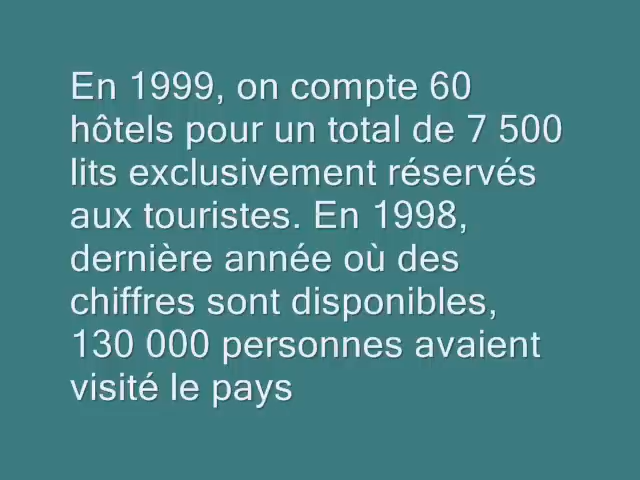 En 1999, on compte 60
hôtels pour un total de 7 500
lits exclusivement réservés
aux touristes. En 1998,
dernière année où des
chiffres sont disponibles,
130 000 personnes avaient
visité le pays